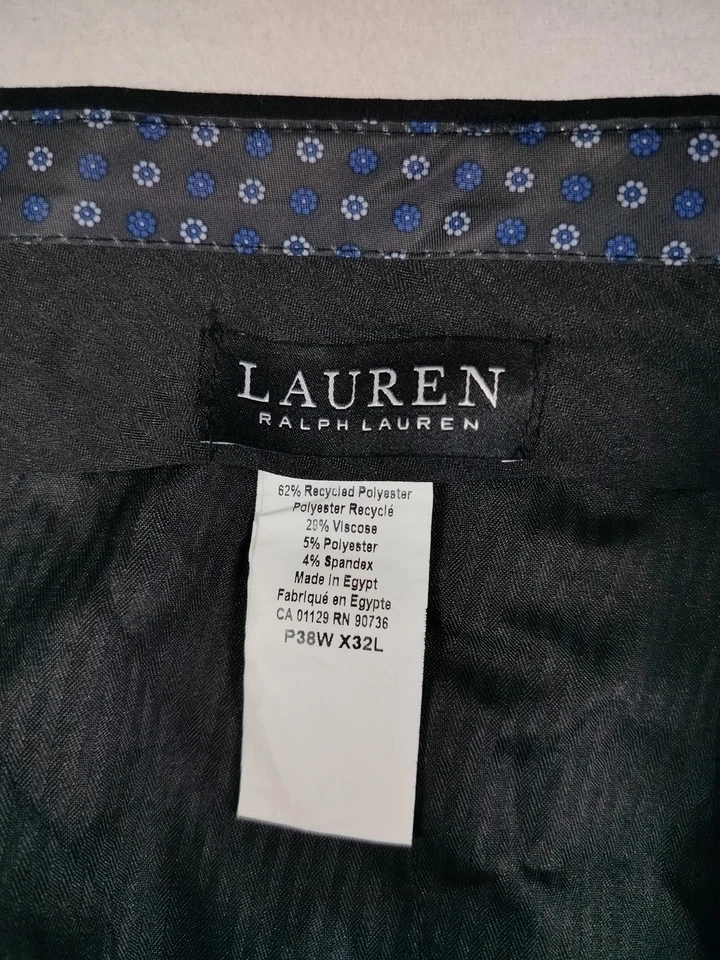 LAUREN
RALPH LAUREN
62% Recycled Polyester
Polyester Recyclé
29% Viscose
5% Polyester
4% Spandex
Made in Egypt
Fabriqué en Egypte
CA 01129 RN 90736
P38W X32L